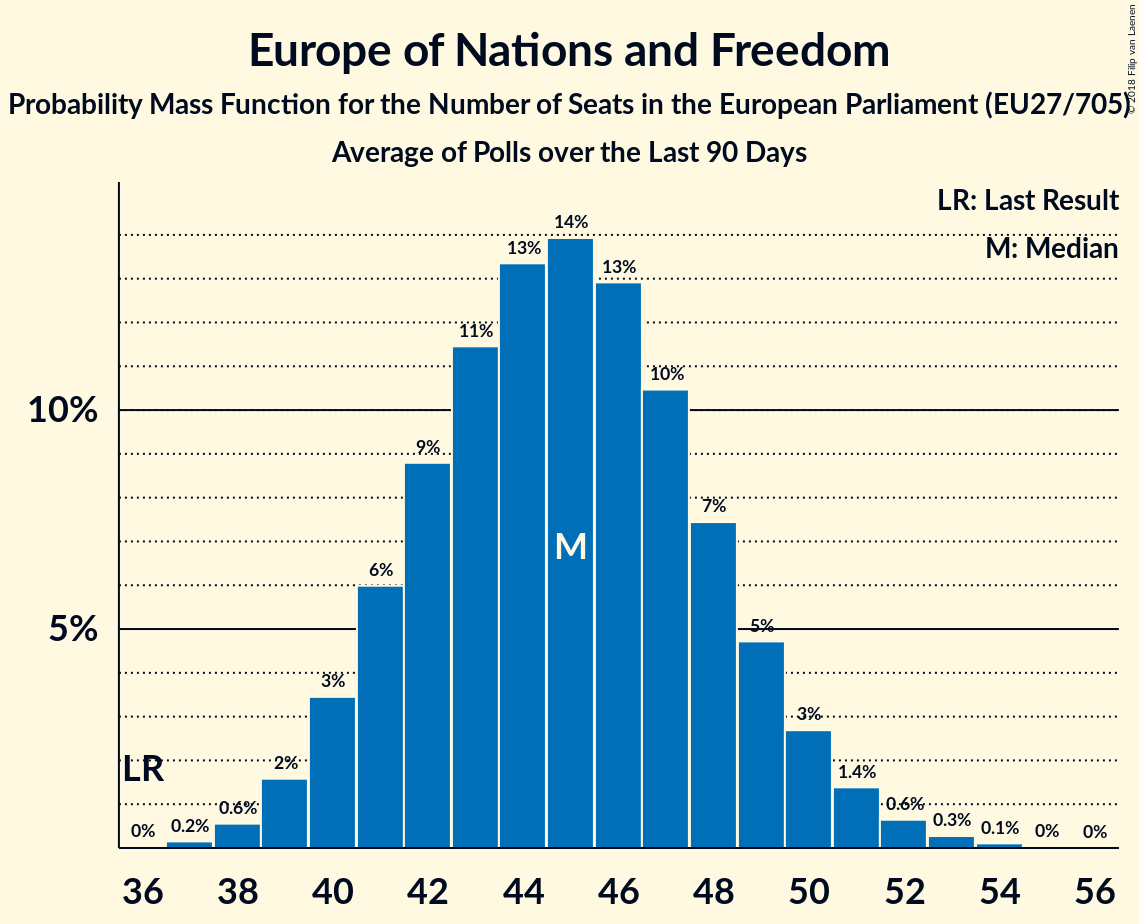 Europe of Nations and Freedom
Probability Mass Function for the Number of Seats in the European Parliament (EU27/705)
Average of Polls over the Last 90 Days
© 2018 Filip van Laenen
LR: Last Result
M: Median
14%
13%
13%
11%
10%
10%
9%
7%
M
6%
5%
5%
3%
3%
LR
2%
1.4%
0.6%
0.6%
0.3%
0.2%
0.1%
0%
0%
0%
36 38 40 42 44 46 48 50 52 54 56